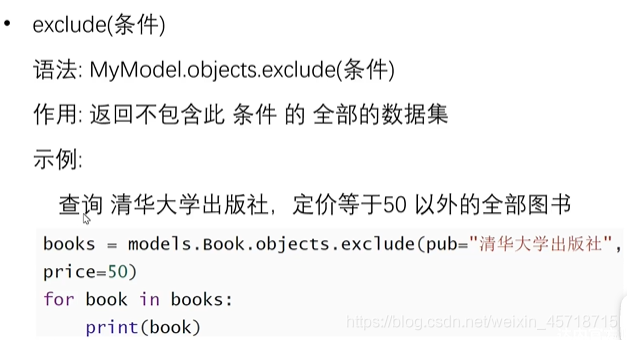 • exclude(条件)
语法: MyModel.objects.exclude(条件)
作用: 返回不包含此 条件 的 全部的数据集
示例:
查询 清华大学出版社，定价等于50 以外的全部图书
books = models.Book.objects.exclude(pub="清华大学出版社",
price=50)
for book in books:
    print(book)
https://blog.csdn.net/weixin_45718715